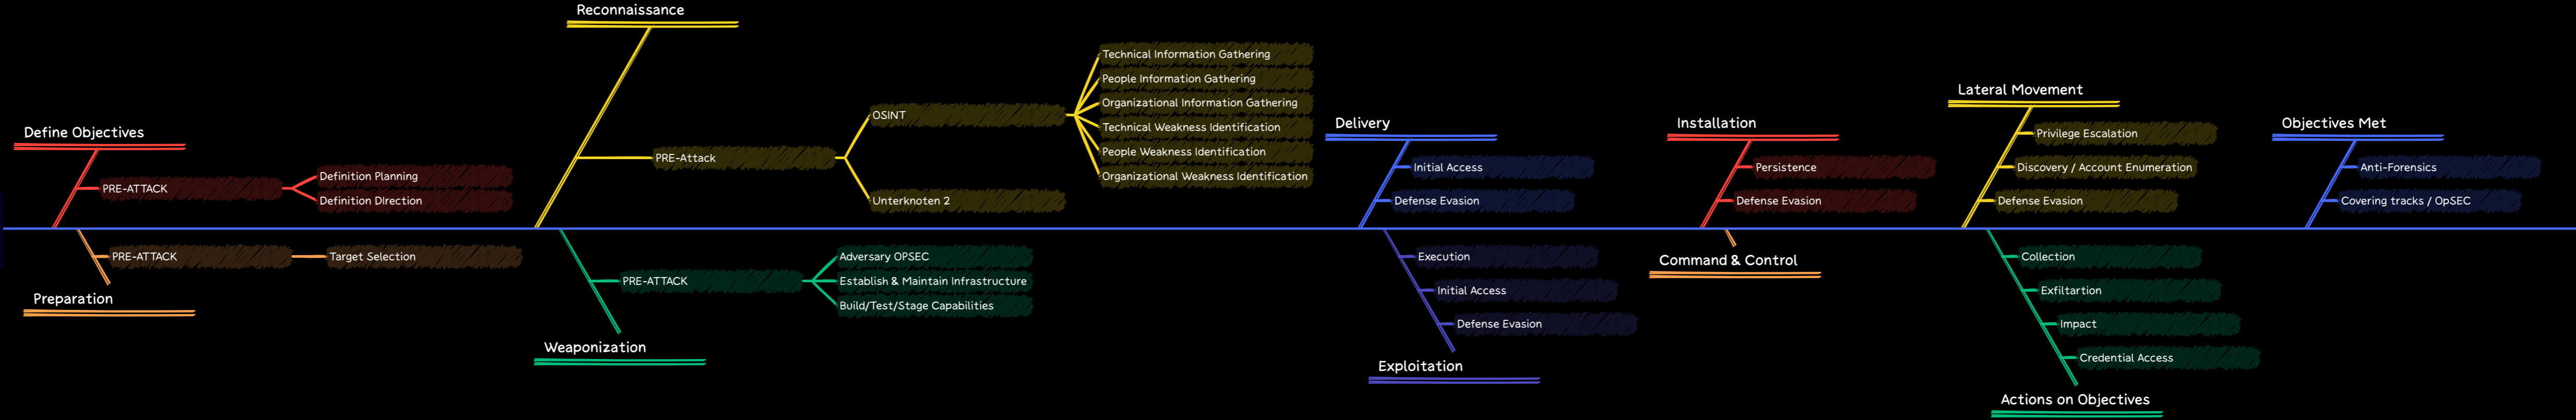 Define Objectives
PRE-ATTACK
Definition Planning
Definition DIrection
Preparation
PRE-ATTACK
Target Selection
Reconnaissance
PRE-Attack
OSINT
Technical Information Gathering
People Information Gathering
Organizational Information Gathering
Technical Weakness Identification
People Weakness Identification
Organizational Weakness Identification
Unterknoten 2
Weaponization
PRE-ATTACK
Adversary OPSEC
Establish & Maintain Infrastructure
Build/Test/Stage Capabilities
Delivery
Initial Access
Defense Evasion
Execution
Initial Access
Defense Evasion
Exploitation
Installation
Persistence
Defense Evasion
Command & Control
Lateral Movement
Privilege Escalation
Discovery / Account Enumeration
Defense Evasion
Collection
Exfiltartion
Impact
Credential Access
Actions on Objectives
Objectives Met
Anti-Forensics
Covering tracks / OpSEC